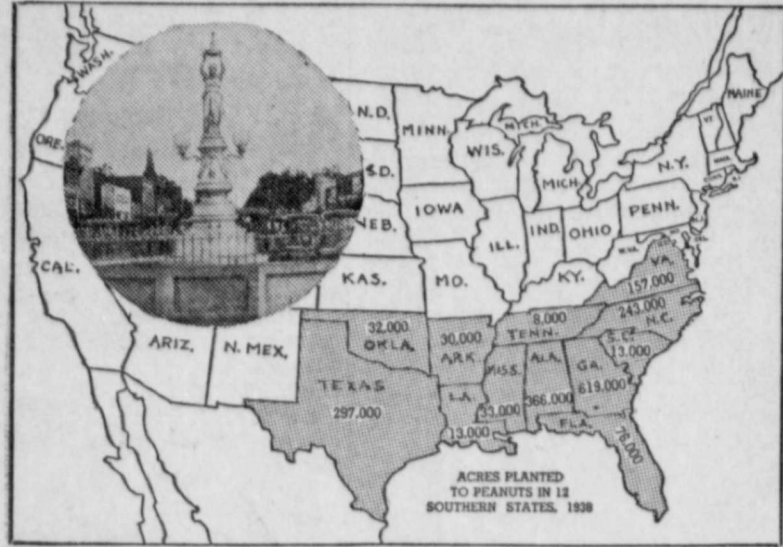 WASH.
ORE.
CAL.
ARIZ.
N. MEX.
N.D.
S.D.
NEB.
KAS.
MINN.
IOWA
MO.
WIS.
MICH.
MICH.
ILL.
IND.
OHIO
KY.
PENN.
N.Y.
VT.
MAINE
VA.
157,000
243,000
N.C.
S.C.
13,000
8,000
TENN.
32,000
OKLA.
30,000
ARK
TEXAS
297,000
LA.
13,000
MISS.
33,000
ALA.
366,000
GA.
619,000
FLA.
76,000
ACRES PLANTED
TO PEANUTS IN 12
SOUTHERN STATES, 1938